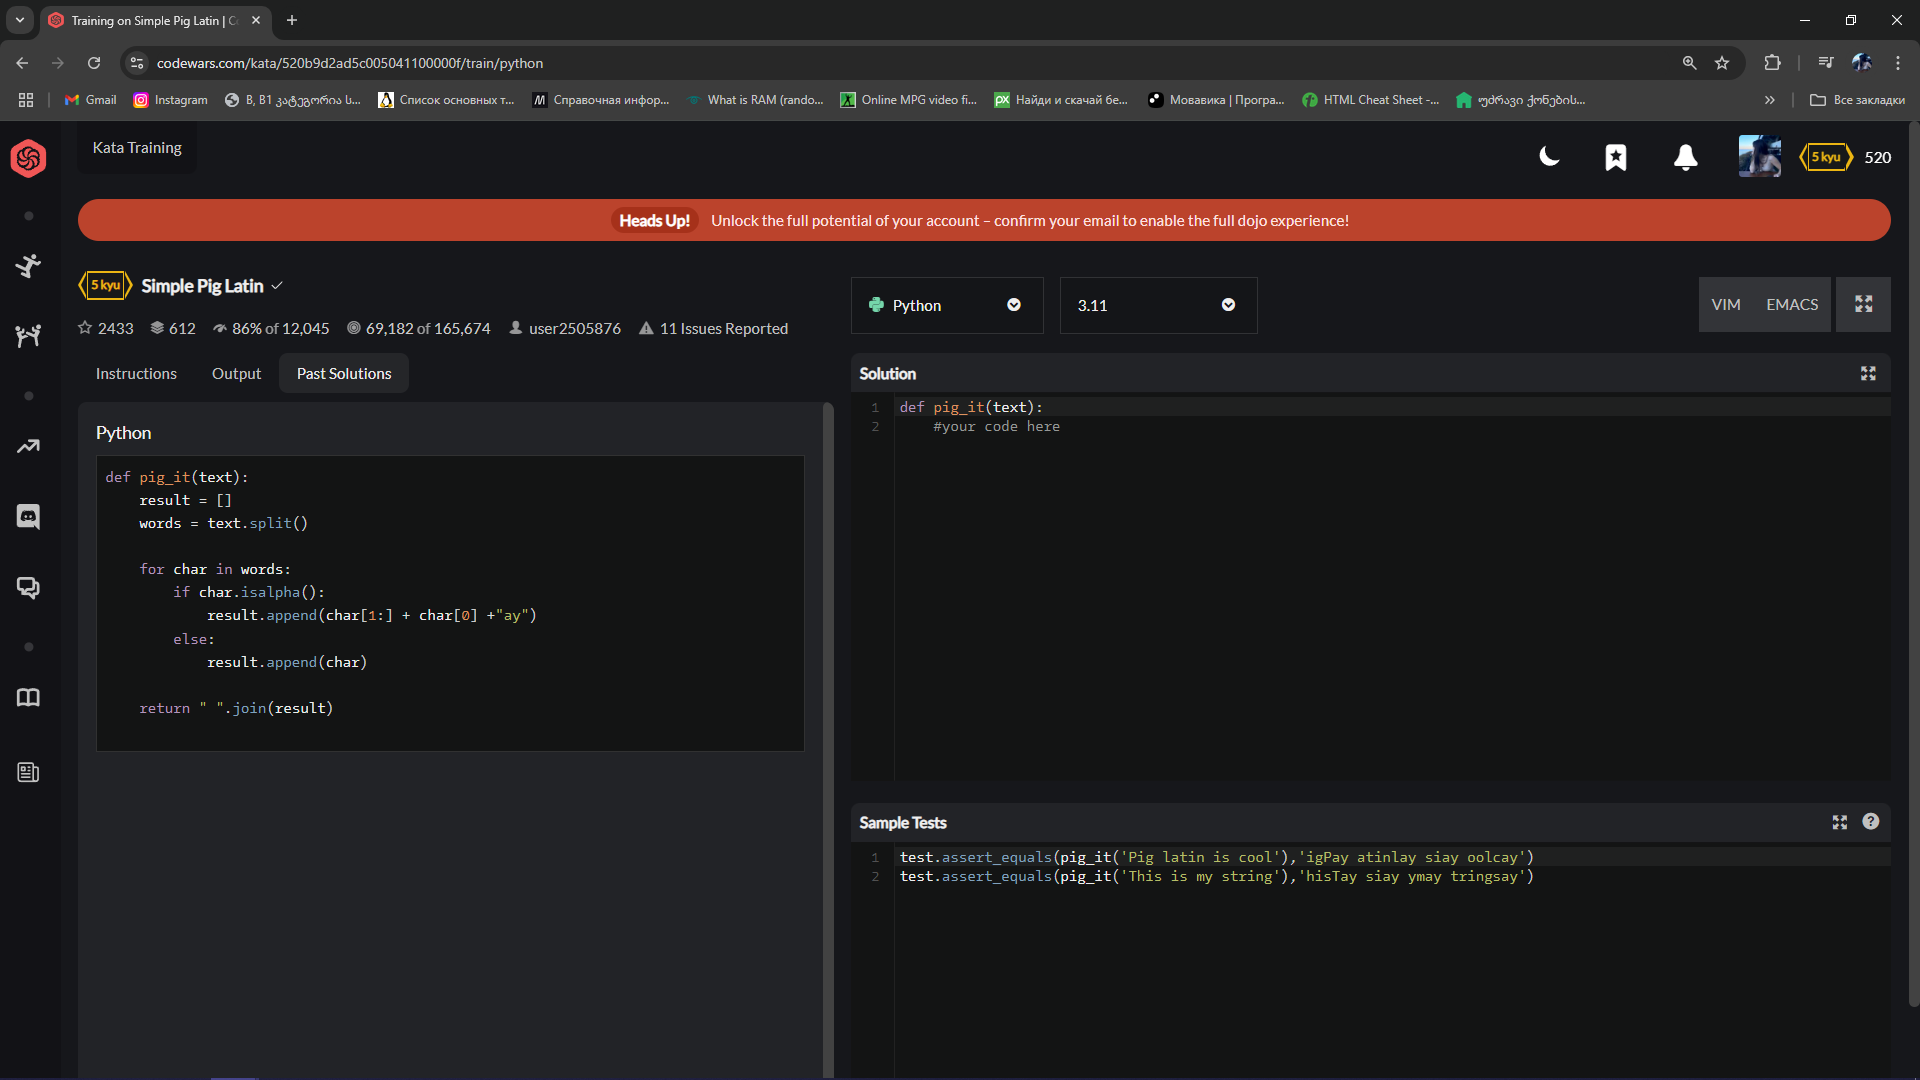 Training on Simple Pig Latin | C
codewars.com/kata/520b9d2ad5c005041100000f/train/python
Gmail
Instagram
B, B1 კატეგორია ს...
Список основных т...
Справочная инфор...
What is RAM (rando...
Online MPG video fi...
Найди и скачай бе...
Мовавика | Програ...
HTML Cheat Sheet -...
უძრავი ქონების...
Все закладки
Kata Training
5 kyu
520
Heads Up! Unlock the full potential of your account – confirm your email to enable the full dojo experience!
5 kyu Simple Pig Latin
2433 612 86% of 12,045 69,182 of 165,674 user2505876 11 Issues Reported
Python
3.11
VIM EMACS
Instructions Output Past Solutions
Python
def pig_it(text):
    result = []
    words = text.split()
    for char in words:
        if char.isalpha():
            result.append(char[1:] + char[0] +"ay")
        else:
            result.append(char)
    return " ".join(result)
Solution
1 def pig_it(text):
2     #your code here
Sample Tests
1 test.assert_equals(pig_it('Pig latin is cool'),'igPay atinlay siay oolcay')
2 test.assert_equals(pig_it('This is my string'),'hisTay siay ymay tringsay')